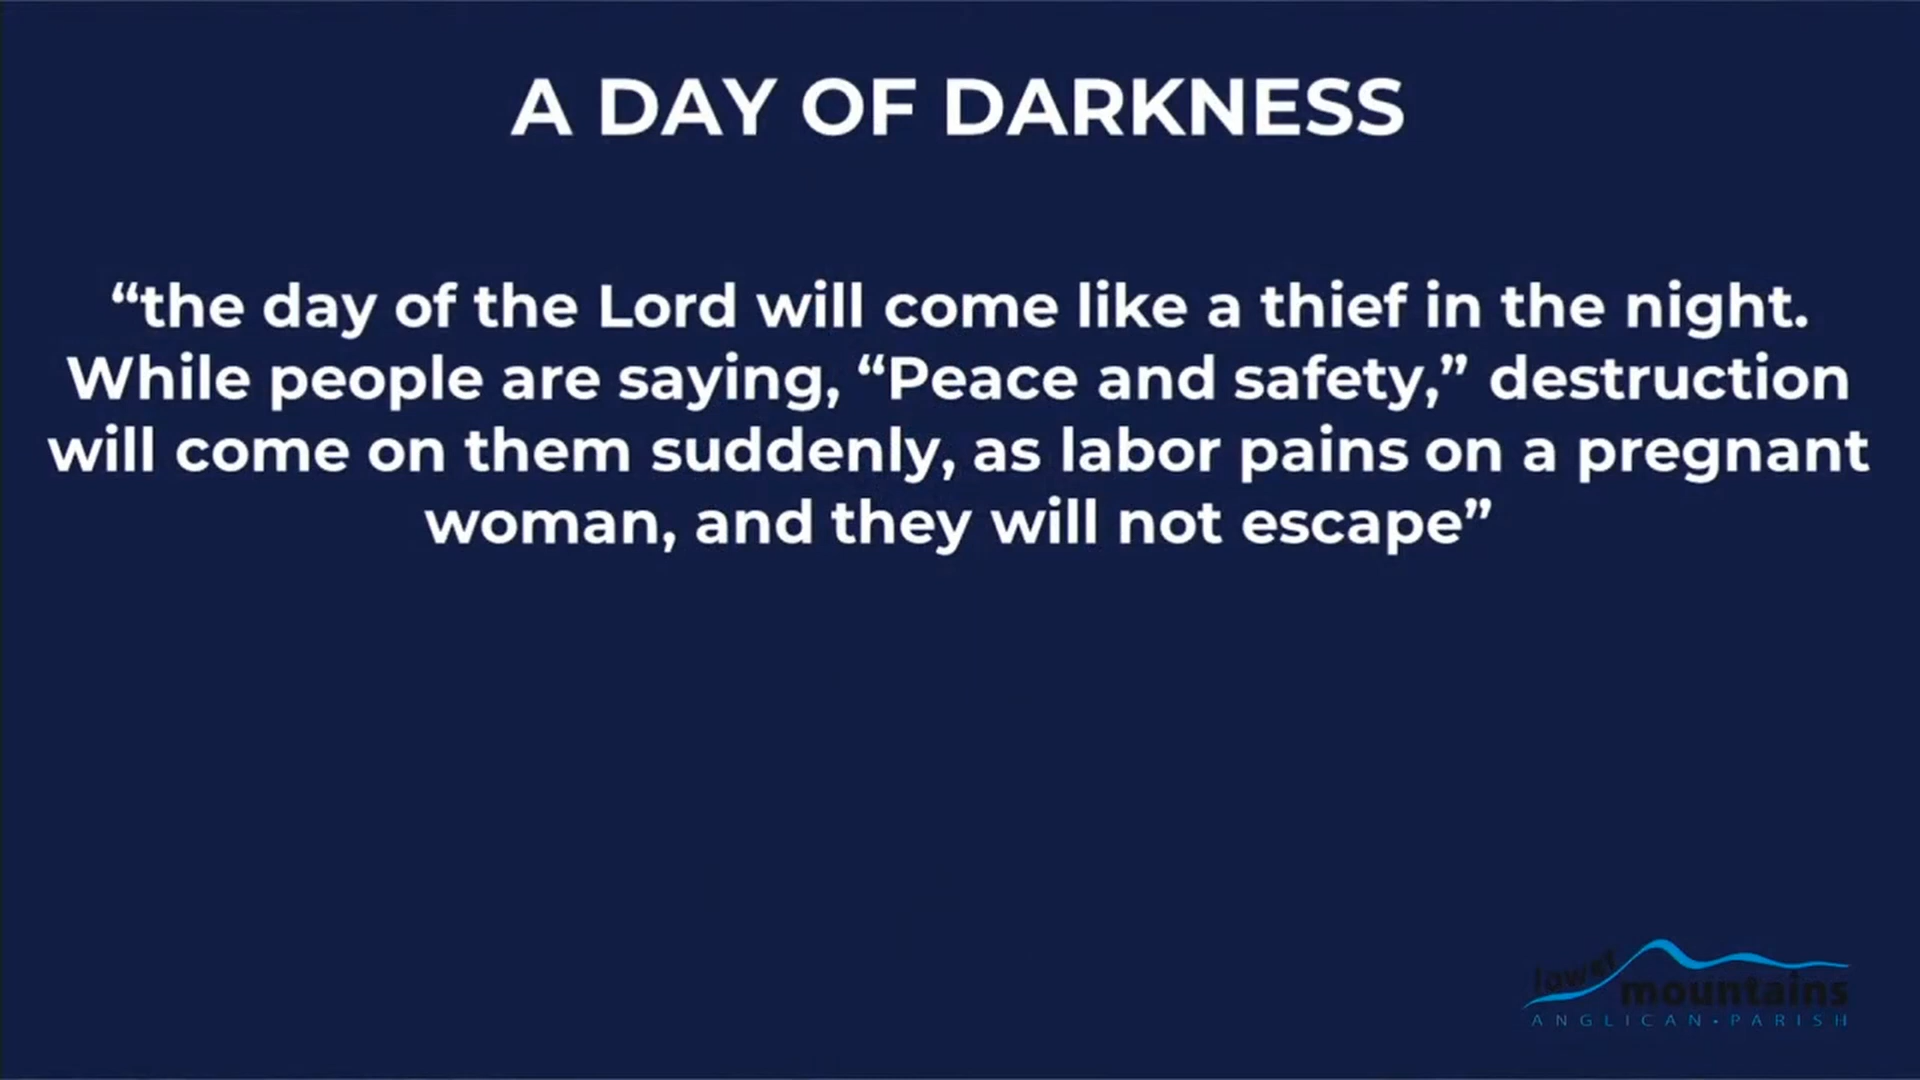 A DAY OF DARKNESS
“the day of the Lord will come like a thief in the night.
While people are saying, “Peace and safety,” destruction
will come on them suddenly, as labor pains on a pregnant
woman, and they will not escape”
lower
mountains
ANGLICAN•PARISH